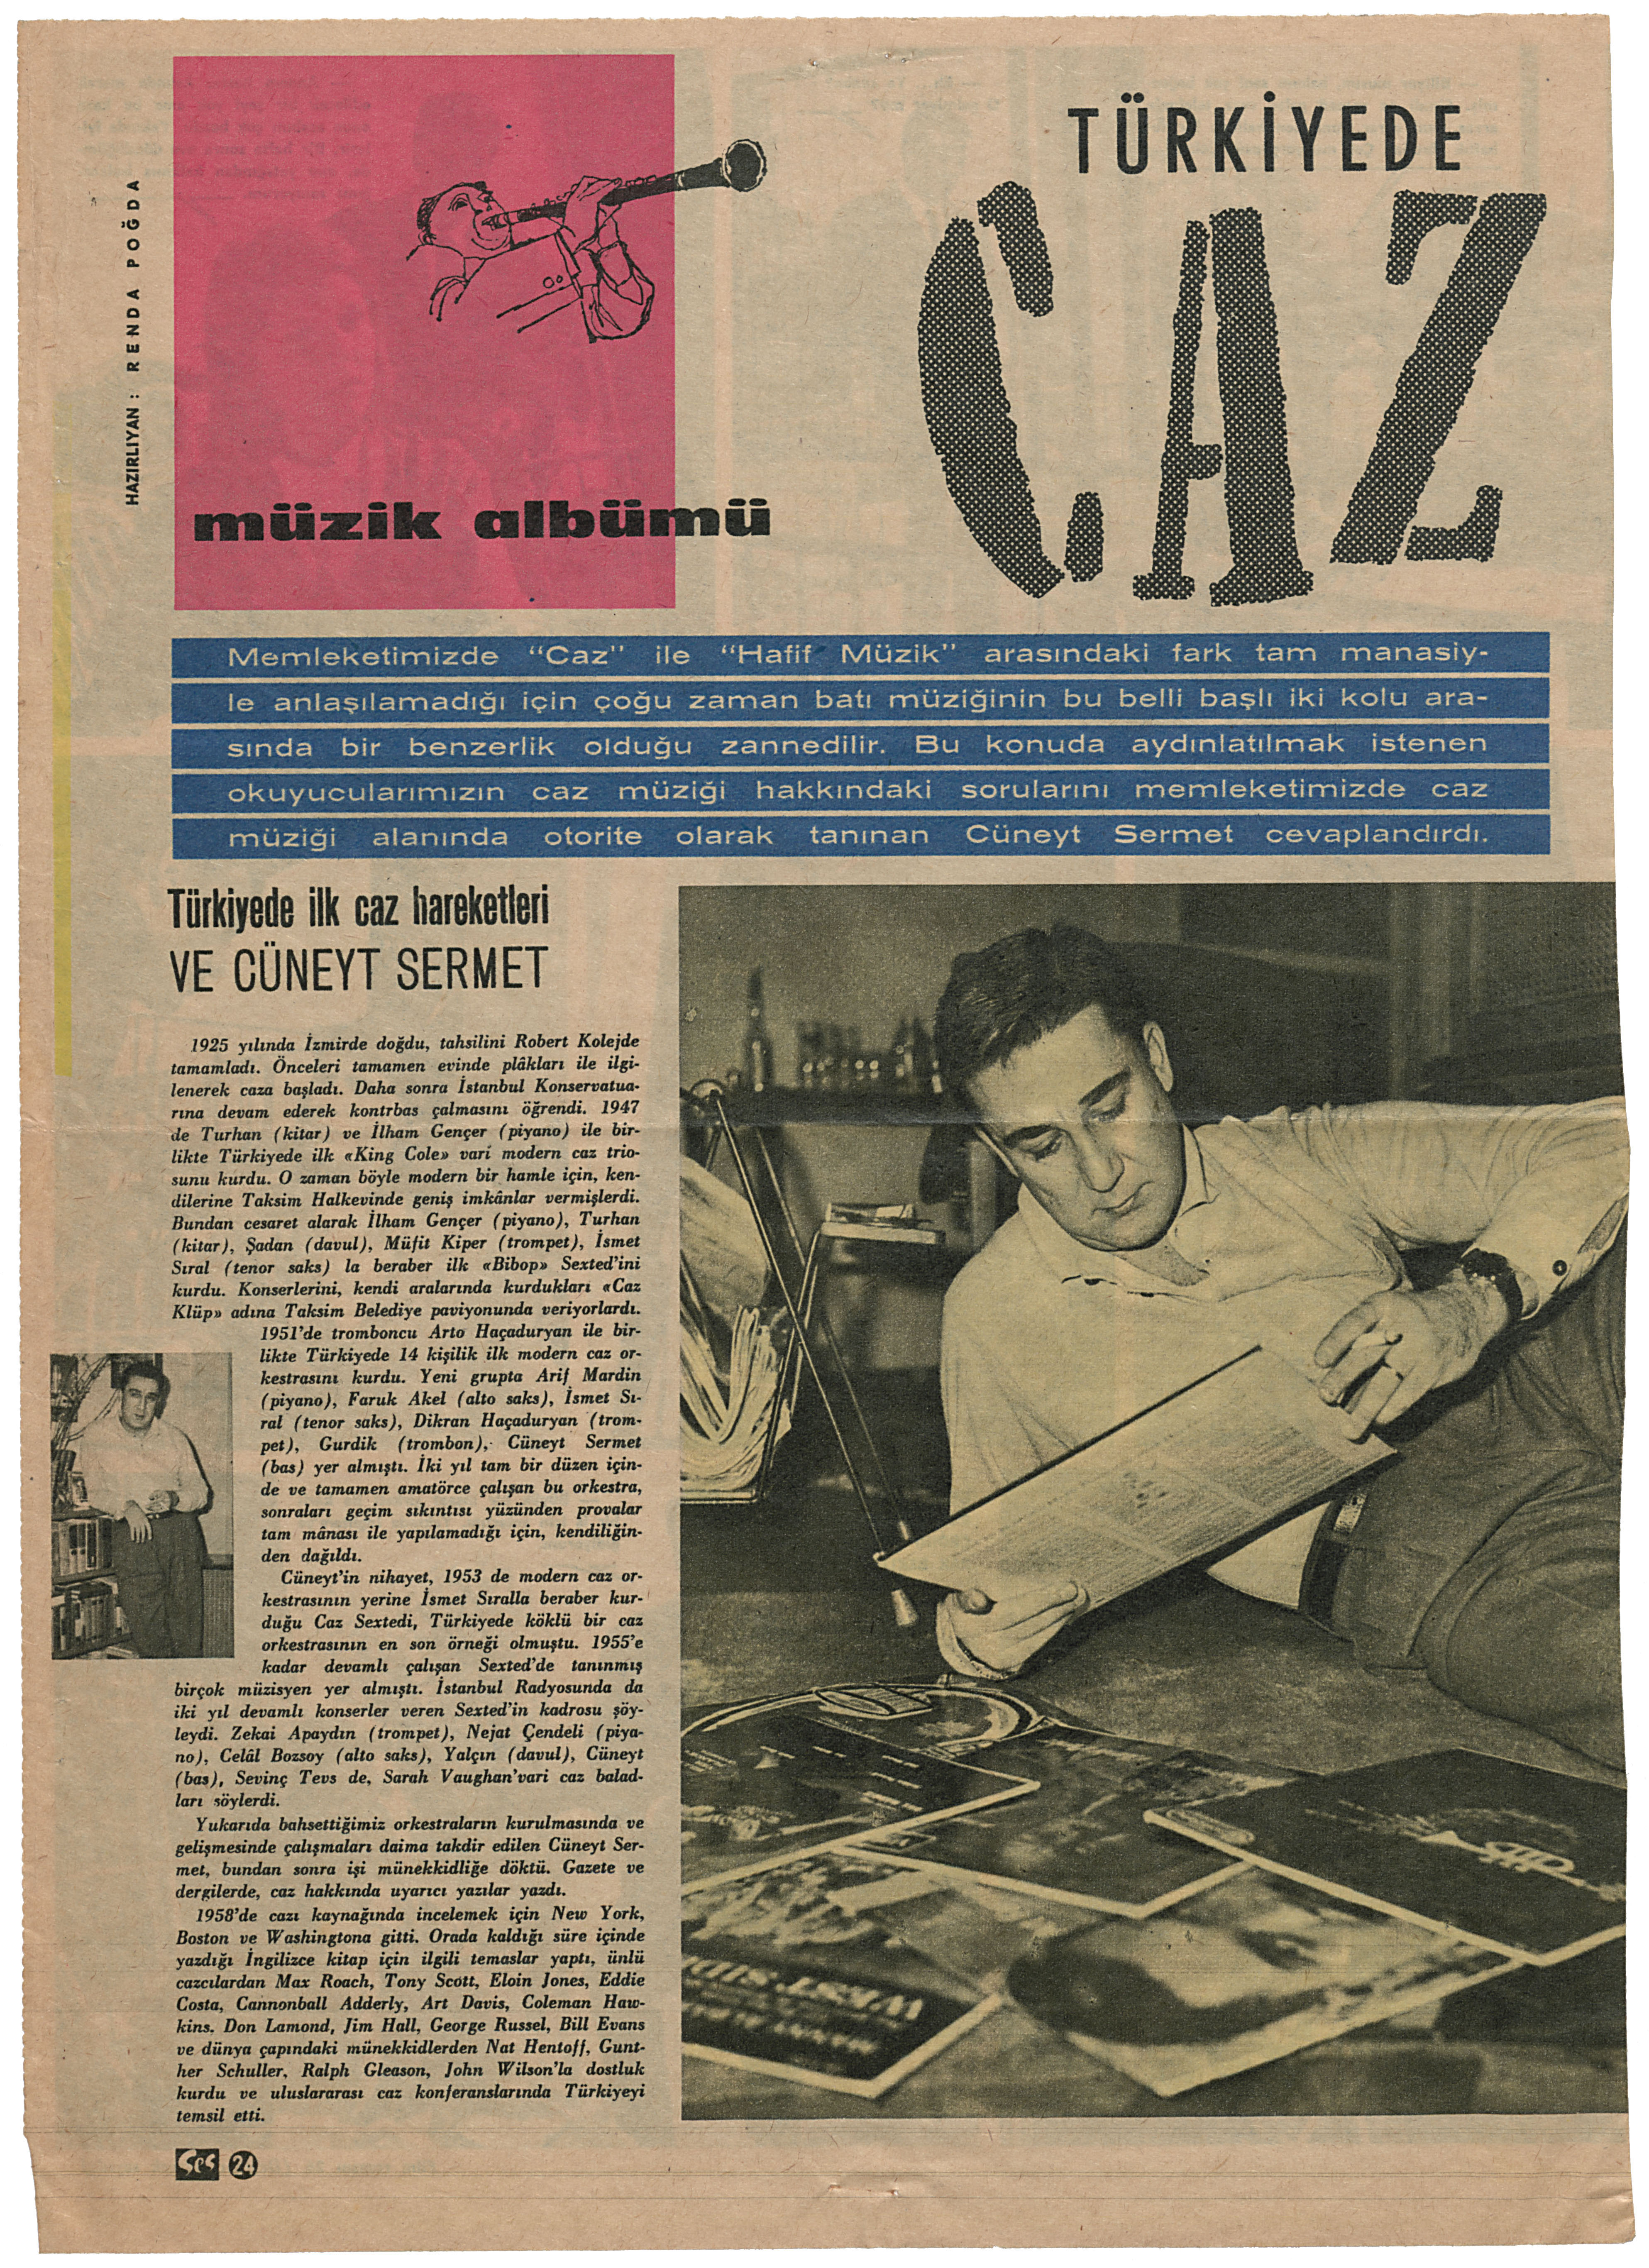 HAZIRLIYAN : RENDA POĞDA
müzik albümü
TÜRKİYEDE
CAZ
Memleketimizde “Caz” ile “Hafif Müzik” arasındaki fark tam manasiy-
le anlaşılamadığı için çoğu zaman batı müziğinin bu belli başlı iki kolu ara-
sında bir benzerlik olduğu zannedilir. Bu konuda aydınlatılmak istenen
okuyucularımızın caz müziği hakkındaki sorularını memleketimizde caz
müziği alanında otorite olarak tanınan Cüneyt Sermet cevaplandırdı.
Türkiyede ilk caz hareketleri
VE CÜNEYT SERMET
1925 yılında İzmirde doğdu, tahsilini Robert Kolejde
tamamladı. Önceleri tamamen evinde plâkları ile ilgi-
lenerek caza başladı. Daha sonra İstanbul Konservatua-
rına devam ederek kontrbas çalmasını öğrendi. 1947
de Turhan (kitar) ve İlham Gençer (piyano) ile bir-
likte Türkiyede ilk «King Cole» vari modern caz trio-
sunu kurdu. O zaman böyle modern bir hamle için, ken-
dilerine Taksim Halkevinde geniş imkânlar vermişlerdi.
Bundan cesaret alarak İlham Gençer (piyano), Turhan
(kitar), Şadan (davul), Müfit Kiper (trompet), İsmet
Sıral (tenor saks) la beraber ilk «Bibop» Sexted'ini
kurdu. Konserlerini, kendi aralarında kurdukları «Caz
Klüp» adına Taksim Belediye paviyonunda veriyorlardı.
1951'de tromboncu Arto Haçaduryan ile bir-
likte Türkiyede 14 kişilik ilk modern caz or-
kestrasını kurdu. Yeni grupta Arif Mardin
(piyano), Faruk Akel (alto saks), İsmet Sı-
ral (tenor saks), Dikran Haçaduryan (trom-
pet), Gurdik (trombon), Cüneyt Sermet
(bas) yer almıştı. İki yıl tam bir düzen için-
de ve tamamen amatörce çalışan bu orkestra,
sonraları geçim sıkıntısı yüzünden provalar
tam mânası ile yapılamadığı için, kendiliğin-
den dağıldı.
Cüneyt'in nihayet, 1953 de modern caz or-
kestrasının yerine İsmet Sıralla beraber kur-
duğu Caz Sextedi, Türkiyede köklü bir caz
orkestrasının en son örneği olmuştu. 1955'e
kadar devamlı çalışan Sexted'de tanınmış
birçok müzisyen yer almıştı. İstanbul Radyosunda da
iki yıl devamlı konserler veren Sexted'in kadrosu şöy-
leydi. Zekai Apaydın (trompet), Nejat Çendeli (piya-
no), Celâl Bozsoy (alto saks), Yalçın (davul), Cüneyt
(bas), Sevinç Tevs de, Sarah Vaughan'vari caz balad-
ları söylerdi.
Yukarıda bahsettiğimiz orkestraların kurulmasında ve
gelişmesinde çalışmaları daima takdir edilen Cüneyt Ser-
met, bundan sonra işi münekkidliğe döktü. Gazete ve
dergilerde, caz hakkında uyarıcı yazılar yazdı.
1958'de cazı kaynağında incelemek için New York,
Boston ve Washingtona gitti. Orada kaldığı süre içinde
yazdığı İngilizce kitap için ilgili temaslar yaptı, ünlü
cazcılardan Max Roach, Tony Scott, Eloin Jones, Eddie
Costa, Cannonball Adderly, Art Davis, Coleman Haw-
kins, Don Lamond, Jim Hall, George Russel, Bill Evans
ve dünya çapındaki münekkidlerden Nat Hentoff, Gunt-
her Schuller, Ralph Gleason, John Wilson'la dostluk
kurdu ve uluslararası caz konferanslarında Türkiyeyi
temsil etti.
WEST SIDE
Ses 24